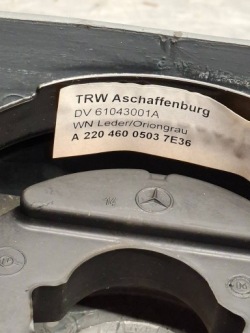 TRW Aschaffenburg
DV 61043001A
WN Leder/Oriongrau
A 220 460 0503 7E36